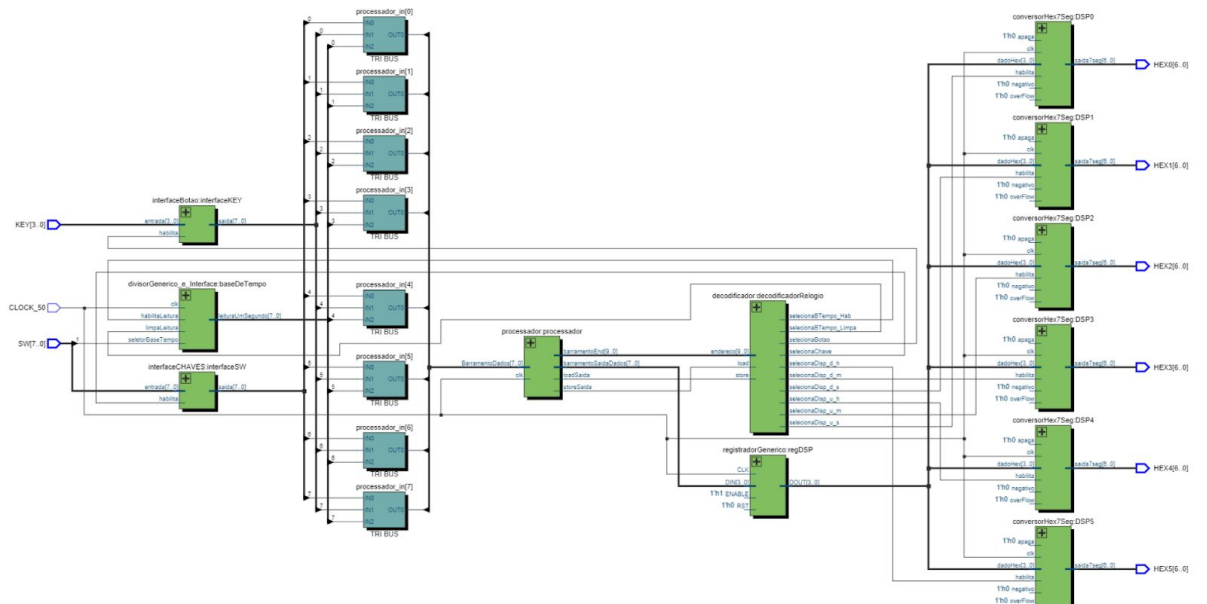 KEY[3..0]
CLOCK_50
SW[7..0]
interfaceBotao:interfaceKEY
entrada[3..0] saida[7..0]
habilita
divisorGenerico_e_Interface:baseDeTempo
clk
habilitaLeitura
leituraUmSegundo[7..0]
limpaLeitura
seletorBaseTempo
interfaceCHAVES:interfaceSW
entrada[7..0] saida[7..0]
habilita
processador_in[0]
IN0
IN1 OUT0
IN2
TRI BUS
processador_in[1]
IN0
IN1 OUT0
IN2
TRI BUS
processador_in[2]
IN0
IN1 OUT0
IN2
TRI BUS
processador_in[3]
IN0
IN1 OUT0
IN2
TRI BUS
processador_in[4]
IN0
IN1 OUT0
IN2
TRI BUS
processador_in[5]
IN0
IN1 OUT0
IN2
TRI BUS
processador_in[6]
IN0
IN1 OUT0
IN2
TRI BUS
processador_in[7]
IN0
IN1 OUT0
IN2
TRI BUS
processador:processador
barramentoEnd[9..0]
BarramentoDados[7..0] barramentoSaidaDados[7..0]
clk loadSaida
storeSaida
decodificador:decodificadorRelogio
selecionaBTempo_Hab
selecionaBTempo_Limpa
selecionaBotao
endereco[9..0] selecionaChave
load selecionaDisp_d_h
store selecionaDisp_d_m
selecionaDisp_d_s
selecionaDisp_u_h
selecionaDisp_u_m
selecionaDisp_u_s
registradorGenerico:regDSP
CLK
DIN[3..0] DOUT[3..0]
1'h1 ENABLE
1'h0 RST
conversorHex7Seg:DSP0
1'h0 apaga
clk
dadoHex[3..0] saida7seg[6..0]
habilita
1'h0 negativo
1'h0 overFlow
HEX0[6..0]
conversorHex7Seg:DSP1
1'h0 apaga
clk
dadoHex[3..0] saida7seg[6..0]
habilita
1'h0 negativo
1'h0 overFlow
HEX1[6..0]
conversorHex7Seg:DSP2
1'h0 apaga
clk
dadoHex[3..0] saida7seg[6..0]
habilita
1'h0 negativo
1'h0 overFlow
HEX2[6..0]
conversorHex7Seg:DSP3
1'h0 apaga
clk
dadoHex[3..0] saida7seg[6..0]
habilita
1'h0 negativo
1'h0 overFlow
HEX3[6..0]
conversorHex7Seg:DSP4
1'h0 apaga
clk
dadoHex[3..0] saida7seg[6..0]
habilita
1'h0 negativo
1'h0 overFlow
HEX4[6..0]
conversorHex7Seg:DSP5
1'h0 apaga
clk
dadoHex[3..0] saida7seg[6..0]
habilita
1'h0 negativo
1'h0 overFlow
HEX5[6..0]